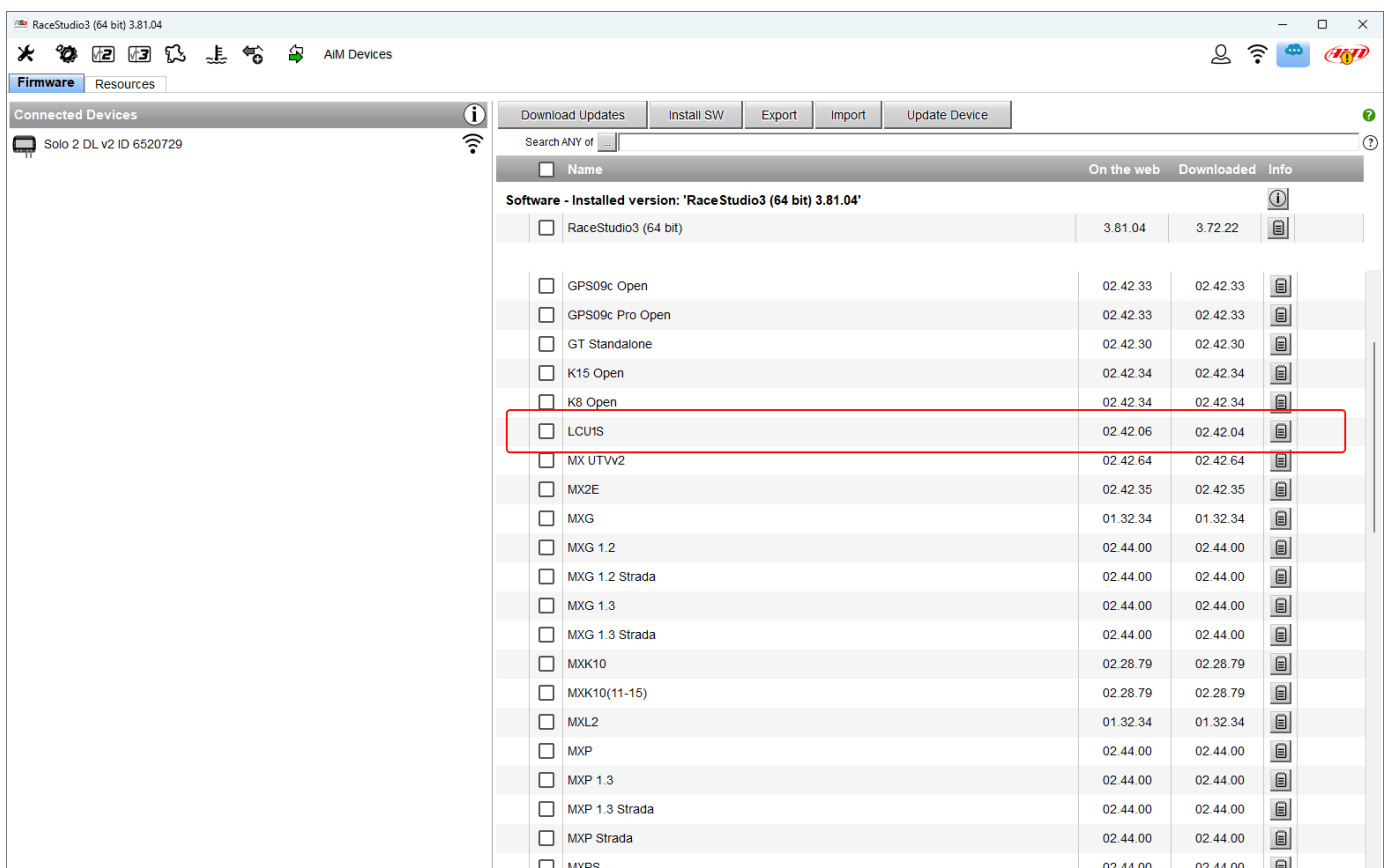 RaceStudio3 (64 bit) 3.81.04
AiM Devices
Firmware Resources
Connected Devices
Solo 2 DL v2 ID 6520729
Download Updates Install SW Export Import Update Device
Search ANY of ...
Name On the web Downloaded Info
Software - Installed version: 'RaceStudio3 (64 bit) 3.81.04'
RaceStudio3 (64 bit) 3.81.04 3.72.22
GPS09c Open 02.42.33 02.42.33
GPS09c Pro Open 02.42.33 02.42.33
GT Standalone 02.42.30 02.42.30
K15 Open 02.42.34 02.42.34
K8 Open 02.42.34 02.42.34
LCU1S 02.42.06 02.42.04
MX UTVv2 02.42.64 02.42.64
MX2E 02.42.35 02.42.35
MXG 01.32.34 01.32.34
MXG 1.2 02.44.00 02.44.00
MXG 1.2 Strada 02.44.00 02.44.00
MXG 1.3 02.44.00 02.44.00
MXG 1.3 Strada 02.44.00 02.44.00
MXK10 02.28.79 02.28.79
MXK10(11-15) 02.28.79 02.28.79
MXL2 01.32.34 01.32.34
MXP 02.44.00 02.44.00
MXP 1.3 02.44.00 02.44.00
MXP 1.3 Strada 02.44.00 02.44.00
MXP Strada 02.44.00 02.44.00
MXPS 02.44.00 02.44.00